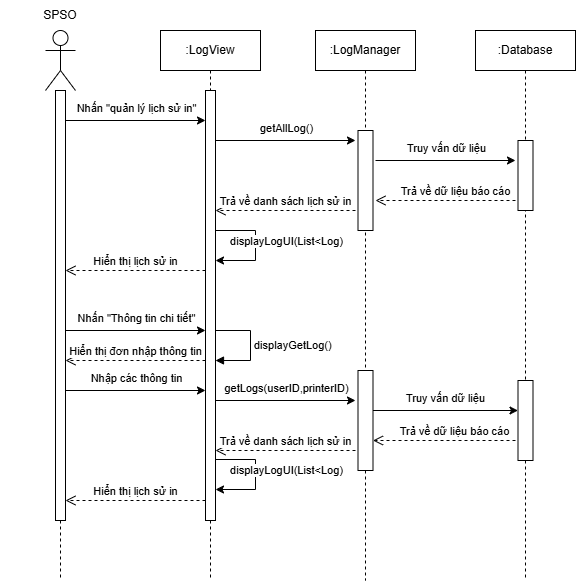 SPSO
:LogView
:LogManager
:Database
Nhấn "quản lý lịch sử in"
getAllLog()
Truy vấn dữ liệu
Trả về dữ liệu báo cáo
Trả về danh sách lịch sử in
displayLogUI(List<Log)
Hiển thị lịch sử in
Nhấn "Thông tin chi tiết"
displayGetLog()
Hiển thị đơn nhập thông tin
Nhập các thông tin
getLogs(userID,printerID)
Truy vấn dữ liệu
Trả về dữ liệu báo cáo
Trả về danh sách lịch sử in
displayLogUI(List<Log)
Hiển thị lịch sử in